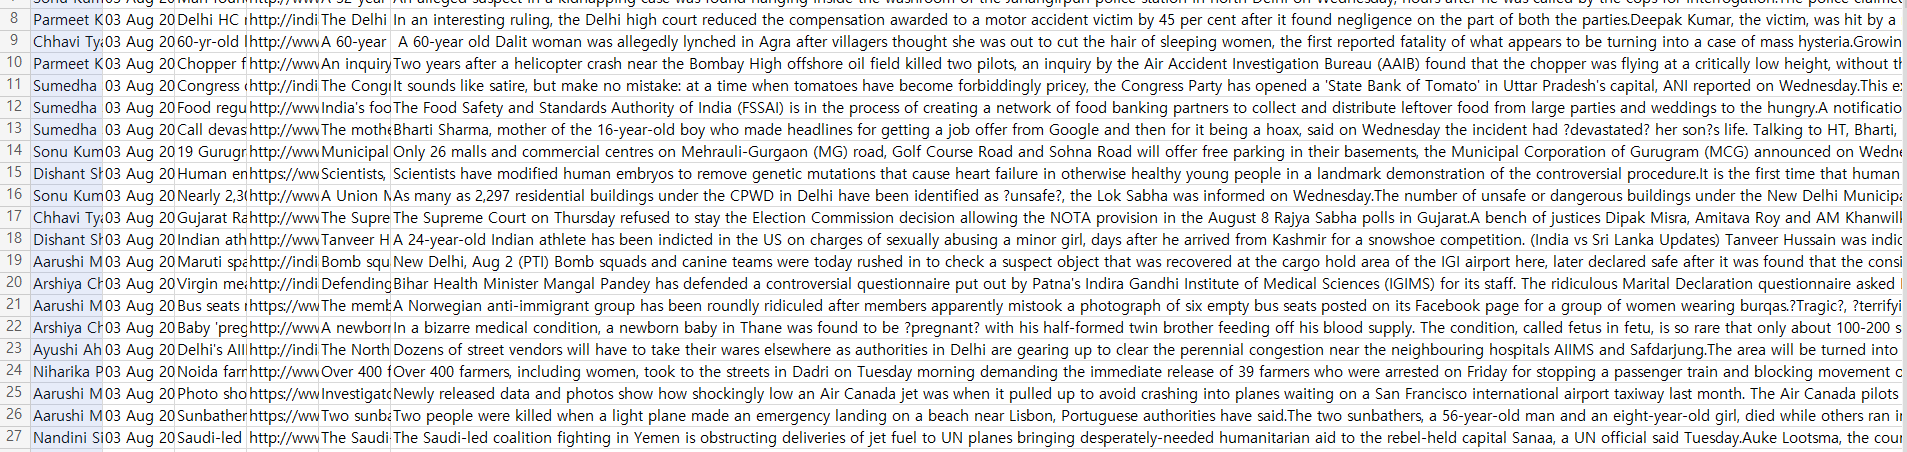 8 Parmeet K 03 Aug 20 Delhi HC r http://indi The Delhi In an interesting ruling, the Delhi high court reduced the compensation awarded to a motor accident victim by 45 per cent after it found negligence on the part of both the parties.Deepak Kumar, the victim, was hit by a
9 Chhavi Tya 03 Aug 20 60-yr-old http://www A 60-year A 60-year old Dalit woman was allegedly lynched in Agra after villagers thought she was out to cut the hair of sleeping women, the first reported fatality of what appears to be turning into a case of mass hysteria.Growin
10 Parmeet K 03 Aug 20 Chopper f http://www An inquiry Two years after a helicopter crash near the Bombay High offshore oil field killed two pilots, an inquiry by the Air Accident Investigation Bureau (AAIB) found that the chopper was flying at a critically low height, without th
11 Sumedha 03 Aug 20 Congress http://indi The Congr It sounds like satire, but make no mistake: at a time when tomatoes have become forbiddingly pricey, the Congress Party has opened a 'State Bank of Tomato' in Uttar Pradesh's capital, ANI reported on Wednesday.This e
12 Sumedha 03 Aug 20 Food regu http://www India's foo The Food Safety and Standards Authority of India (FSSAI) is in the process of creating a network of food banking partners to collect and distribute leftover food from large parties and weddings to the hungry.A notificatio
13 Sumedha 03 Aug 20 Call devas http://www The mothe Bharti Sharma, mother of the 16-year-old boy who made headlines for getting a job offer from Google and then for it being a hoax, said on Wednesday the incident had ?devastated? her son?s life. Talking to HT, Bharti,
14 Sonu Kum 03 Aug 20 19 Gurugr http://www Municipal Only 26 malls and commercial centres on Mehrauli-Gurgaon (MG) road, Golf Course Road and Sohna Road will offer free parking in their basements, the Municipal Corporation of Gurugram (MCG) announced on Wedne
15 Dishant Sh 03 Aug 20 Human en http://www Scientists, Scientists have modified human embryos to remove genetic mutations that cause heart failure in otherwise healthy young people in a landmark demonstration of the controversial procedure.It is the first time that human
16 Sonu Kum 03 Aug 20 Nearly 2,30 http://www A Union M As many as 2,297 residential buildings under the CPWD in Delhi have been identified as ?unsafe?, the Lok Sabha was informed on Wednesday.The number of unsafe or dangerous buildings under the New Delhi Municipa
17 Chhavi Tya 03 Aug 20 Gujarat Ra http://www The Supre The Supreme Court on Thursday refused to stay the Election Commission decision allowing the NOTA provision in the August 8 Rajya Sabha polls in Gujarat.A bench of justices Dipak Misra, Amitava Roy and AM Khanwil
18 Dishant Sh 03 Aug 20 Indian ath http://www Tanveer H A 24-year-old Indian athlete has been indicted in the US on charges of sexually abusing a minor girl, days after he arrived from Kashmir for a snowshoe competition. (India vs Sri Lanka Updates) Tanveer Hussain was indic
19 Aarushi M 03 Aug 20 Maruti spa http://indi Bomb squ New Delhi, Aug 2 (PTI) Bomb squads and canine teams were today rushed in to check a suspect object that was recovered at the cargo hold area of the IGI airport here, later declared safe after it was found that the consi
20 Arshiya Ch 03 Aug 20 Virgin me http://indi Defending Bihar Health Minister Mangal Pandey has defended a controversial questionnaire put out by Patna's Indira Gandhi Institute of Medical Sciences (IGIMS) for its staff. The ridiculous Marital Declaration questionnaire asked
21 Aarushi M 03 Aug 20 Bus seats https://ww The memb A Norwegian anti-immigrant group has been roundly ridiculed after members apparently mistook a photograph of six empty bus seats posted on its Facebook page for a group of women wearing burqas.?Tragic?, ?terrifyi
22 Arshiya Ch 03 Aug 20 Baby 'preg http://www A newborn In a bizarre medical condition, a newborn baby in Thane was found to be ?pregnant? with his half-formed twin brother feeding off his blood supply. The condition, called fetus in fetu, is so rare that only about 100-200 s
23 Ayushi Ah 03 Aug 20 Delhi's AII http://indi The North Dozens of street vendors will have to take their wares elsewhere as authorities in Delhi are gearing up to clear the perennial congestion near the neighbouring hospitals AIIMS and Safdarjung.The area will be turned into
24 Niharika P 03 Aug 20 Noida farr http://www Over 400 f Over 400 farmers, including women, took to the streets in Dadri on Tuesday morning demanding the immediate release of 39 farmers who were arrested on Friday for stopping a passenger train and blocking movement o
25 Aarushi M 03 Aug 20 Photo sho https://ww Investigato Newly released data and photos show how shockingly low an Air Canada jet was when it pulled up to avoid crashing into planes waiting on a San Francisco international airport taxiway last month. The Air Canada pilots
26 Aarushi M 03 Aug 20 Sunbather http://www Two sunba Two people were killed when a light plane made an emergency landing on a beach near Lisbon, Portuguese authorities have said.The two sunbathers, a 56-year-old man and an eight-year-old girl, died while others ran i
27 Nandini Si 03 Aug 20 Saudi-led http://www The Saudi The Saudi-led coalition fighting in Yemen is obstructing deliveries of jet fuel to UN planes bringing desperately-needed humanitarian aid to the rebel-held capital Sanaa, a UN official said Tuesday.Auke Lootsma, the cou